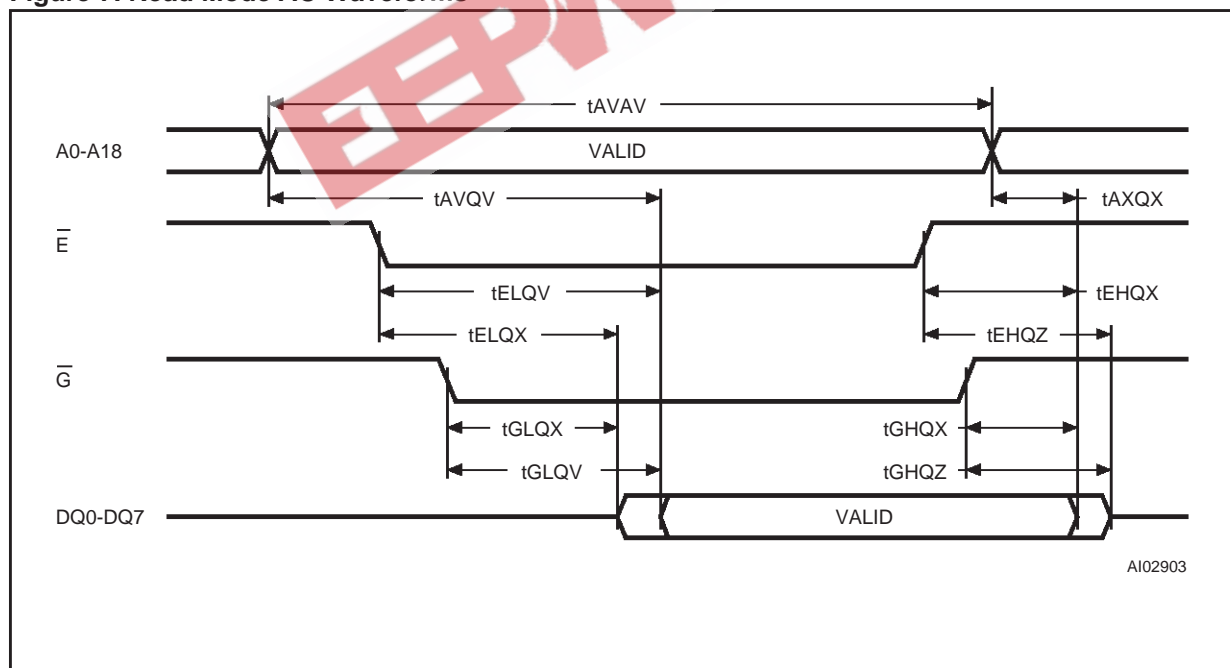 tAVAV
A0-A18 VALID
tAVQV tAXQX
E
tELQV tEHQX
tELQX tEHQZ
G
tGLQX tGHQX
tGLQV tGHQZ
DQ0-DQ7 VALID
AI02903